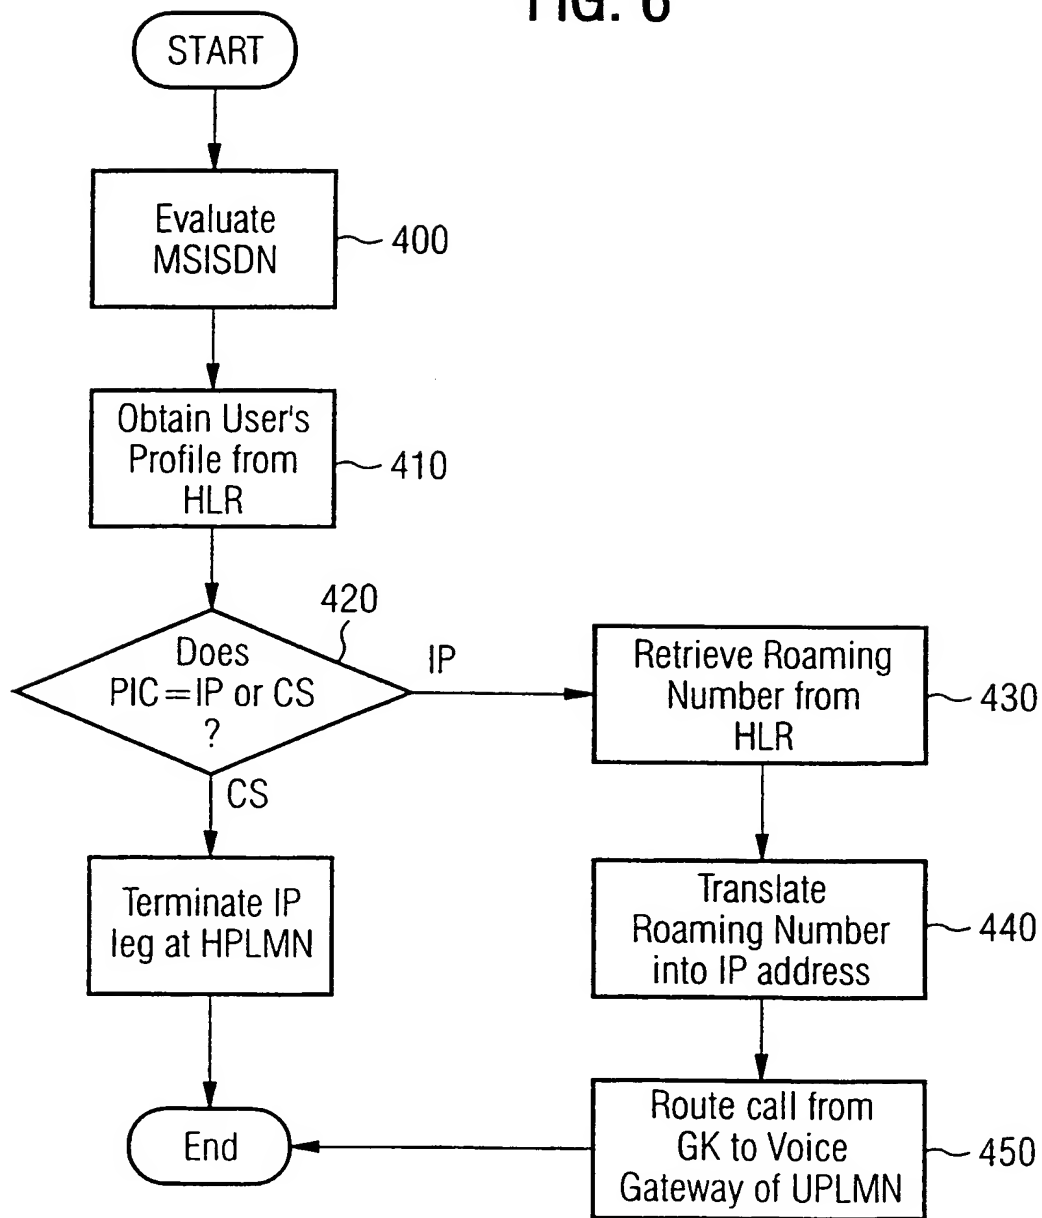 FIG. 6
START
Evaluate
MSISDN
400
Obtain User's
Profile from
HLR
410
420
Does
PIC=IP or CS
?
IP
CS
Retrieve Roaming
Number from
HLR
430
Terminate IP
leg at HPLMN
Translate
Roaming Number
into IP address
440
End
Route call from
GK to Voice
Gateway of UPLMN
450